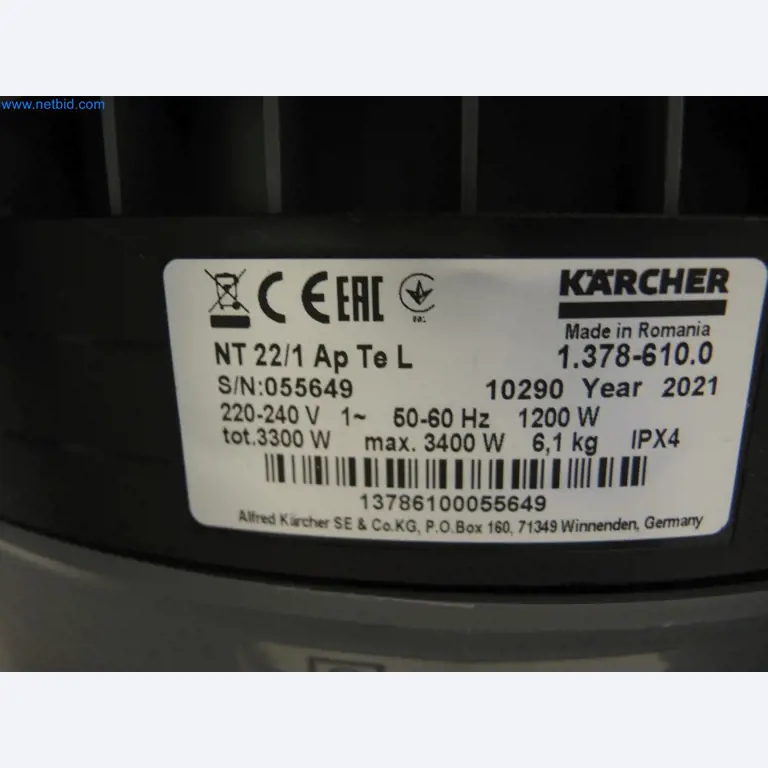 www.netbid.com
CE EAC
KÄRCHER
Made in Romania
NT 22/1 Ap Te L 1.378-610.0
S/N:055649 10290 Year 2021
220-240 V 1~ 50-60 Hz 1200 W
tot.3300 W max. 3400 W 6,1 kg IPX4
13786100055649
Alfred Kärcher SE & Co.KG, P.O.Box 160, 71349 Winnenden, Germany